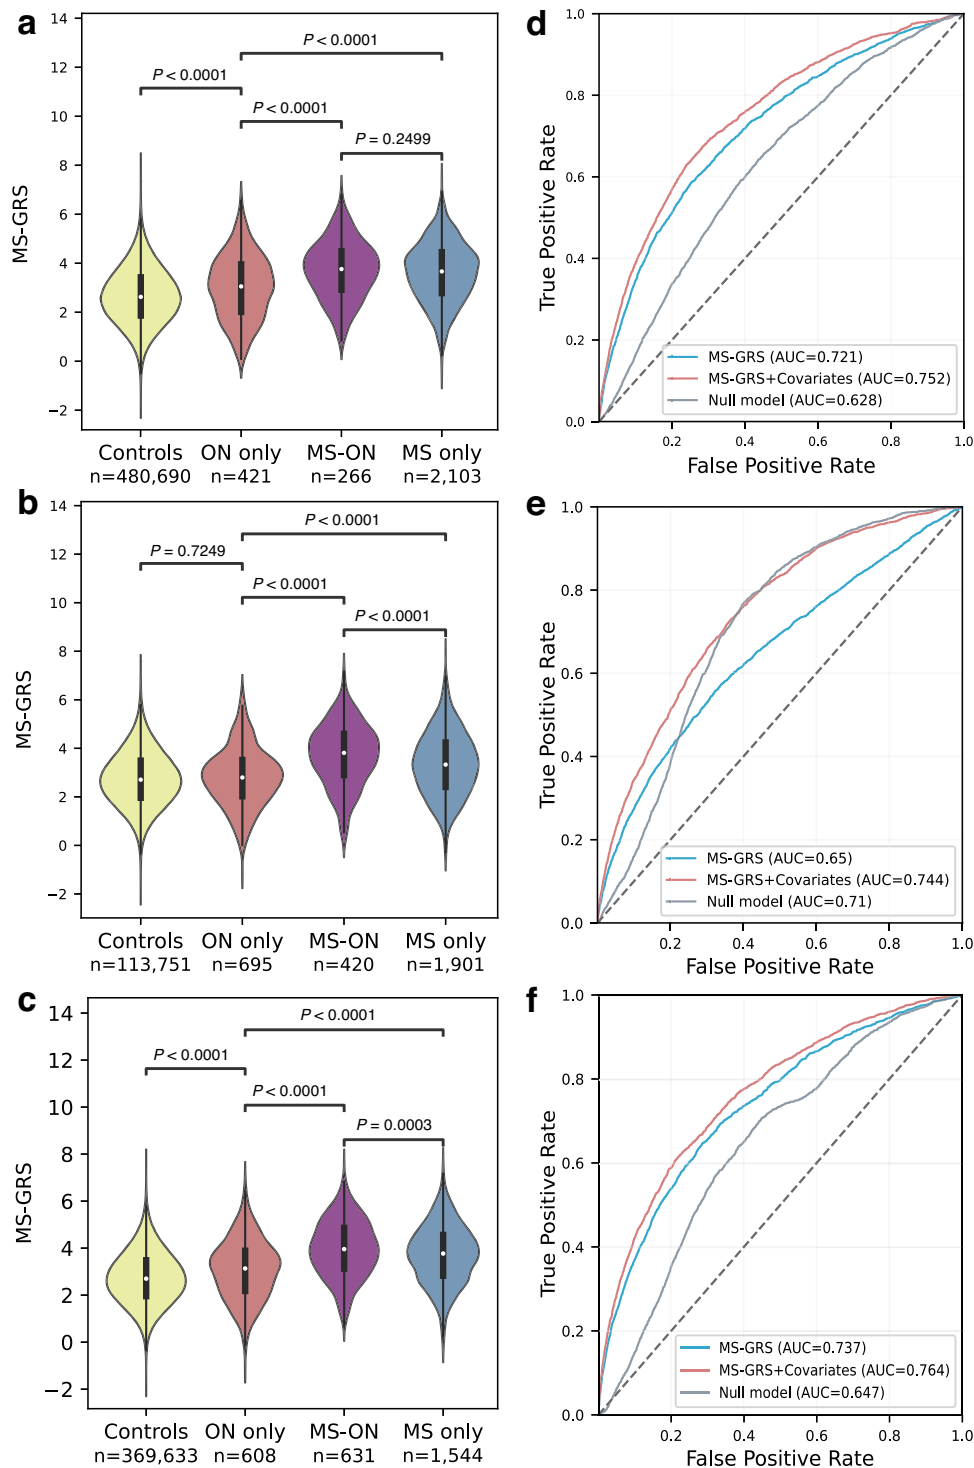 a
14
12
10
8
6
4
2
0
−2
MS-GRS
P < 0.0001
P < 0.0001
P < 0.0001
P = 0.2499
Controls
n=480,690
ON only
n=421
MS-ON
n=266
MS only
n=2,103
d
1.0
0.8
0.6
0.4
0.2
0.0
True Positive Rate
MS-GRS (AUC=0.721)
MS-GRS+Covariates (AUC=0.752)
Null model (AUC=0.628)
0.2
0.4
0.6
0.8
1.0
False Positive Rate
b
14
12
10
8
6
4
2
0
−2
MS-GRS
P < 0.0001
P = 0.7249
P < 0.0001
P < 0.0001
Controls
n=113,751
ON only
n=695
MS-ON
n=420
MS only
n=1,901
e
1.0
0.8
0.6
0.4
0.2
0.0
True Positive Rate
MS-GRS (AUC=0.65)
MS-GRS+Covariates (AUC=0.744)
Null model (AUC=0.71)
0.2
0.4
0.6
0.8
1.0
False Positive Rate
c
14
12
10
8
6
4
2
0
−2
MS-GRS
P < 0.0001
P < 0.0001
P < 0.0001
P = 0.0003
Controls
n=369,633
ON only
n=608
MS-ON
n=631
MS only
n=1,544
f
1.0
0.8
0.6
0.4
0.2
0.0
True Positive Rate
MS-GRS (AUC=0.737)
MS-GRS+Covariates (AUC=0.764)
Null model (AUC=0.647)
0.2
0.4
0.6
0.8
1.0
False Positive Rate